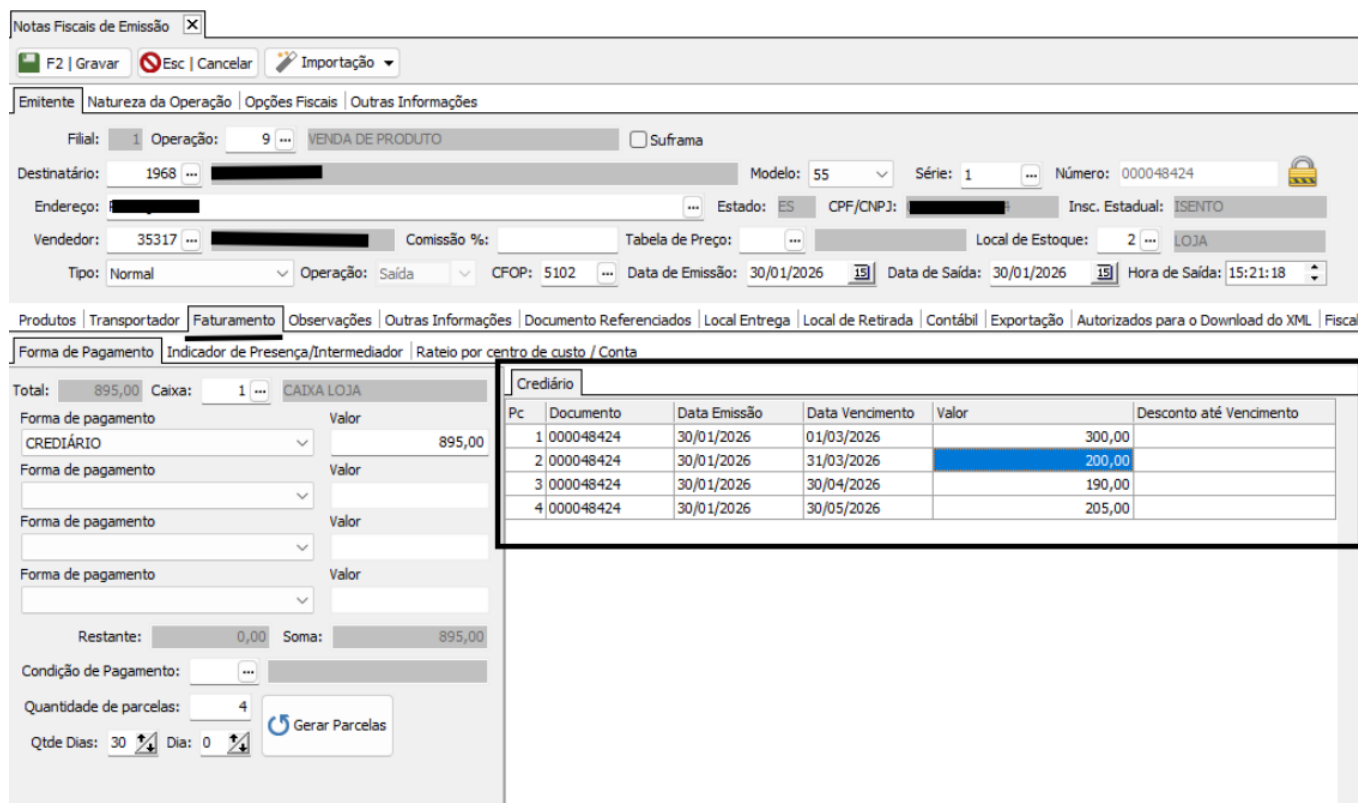 Notas Fiscais de Emissão
F2 | Gravar Esc | Cancelar Importação
Emitente Natureza da Operação Opções Fiscais Outras Informações
Filial: 1 Operação: 9 ... VENDA DE PRODUTO Suframa
Destinatário: 1968 ... Modelo: 55 Série: 1 ... Número: 000048424
Endereço: ... Estado: ES CPF/CNPJ: Insc. Estadual: ISENTO
Vendedor: 35317 ... Comissão %: Tabela de Preço: ... Local de Estoque: 2 ... LOJA
Tipo: Normal Operação: Saída CFOP: 5102 ... Data de Emissão: 30/01/2026 15 Data de Saída: 30/01/2026 15 Hora de Saída: 15:21:18
Produtos Transportador Faturamento Observações Outras Informações Documento Referenciados Local Entrega Local de Retirada Contábil Exportação Autorizados para o Download do XML Fiscal
Forma de Pagamento Indicador de Presença/Intermediador Rateio por centro de custo / Conta
Total: 895,00 Caixa: 1 ... CAIXA LOJA
Forma de pagamento Valor
CREDIÁRIO 895,00
Forma de pagamento Valor
Forma de pagamento Valor
Forma de pagamento Valor
Restante: 0,00 Soma: 895,00
Condição de Pagamento: ...
Quantidade de parcelas: 4
Gerar Parcelas
Qtde Dias: 30 Dia: 0
Crediário
Pc Documento Data Emissão Data Vencimento Valor Desconto até Vencimento
1 000048424 30/01/2026 01/03/2026 300,00
2 000048424 30/01/2026 31/03/2026 200,00
3 000048424 30/01/2026 30/04/2026 190,00
4 000048424 30/01/2026 30/05/2026 205,00